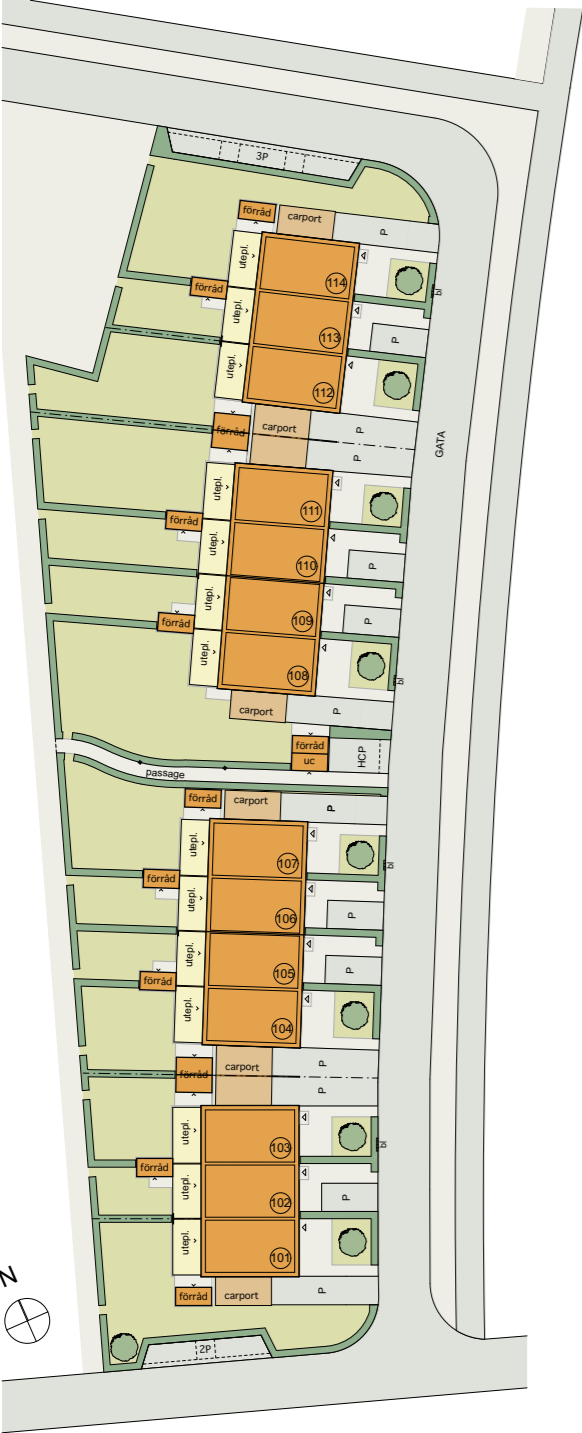 3P
förråd
carport
P
utepl.
114
förråd
bl
utepl.
113
P
utepl.
112
förråd
carport
P
P
GATA
utepl.
111
förråd
utepl.
110
P
utepl.
109
P
förråd
utepl.
108
bl
carport
P
förråd
uc
HCP
passage
förråd
carport
P
utepl.
107
bl
förråd
utepl.
106
P
utepl.
105
P
förråd
utepl.
104
carport
P
förråd
P
utepl.
103
bl
förråd
utepl.
102
P
utepl.
101
N
förråd
carport
P
2P